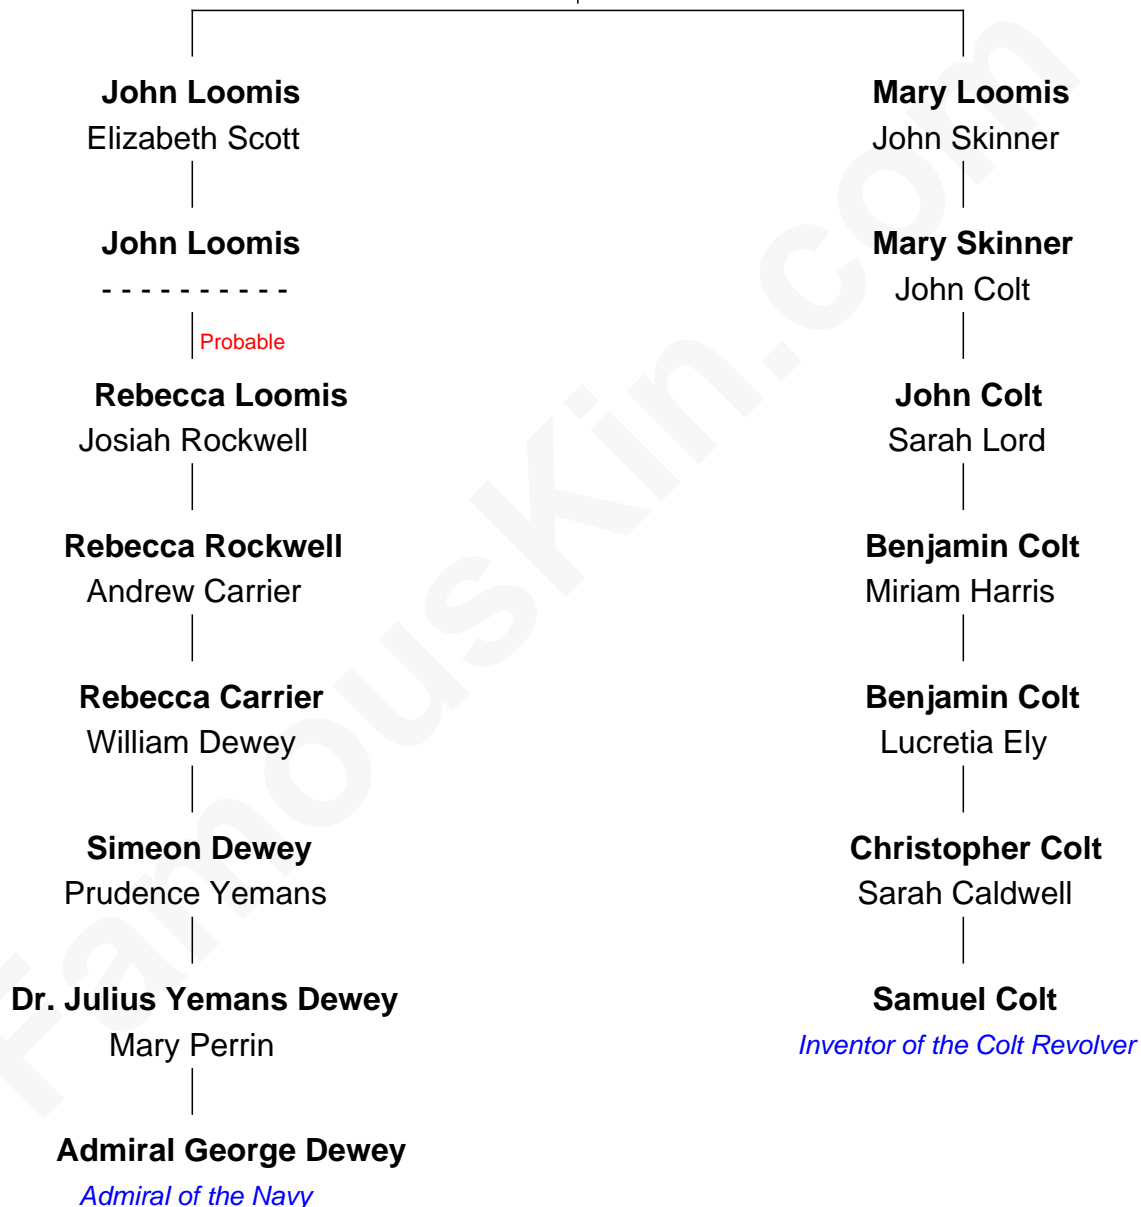 John Loomis
Elizabeth Scott
John Loomis
- - - - - - - - - -
Probable
Rebecca Loomis
Josiah Rockwell
Rebecca Rockwell
Andrew Carrier
Rebecca Carrier
William Dewey
Simeon Dewey
Prudence Yemans
Dr. Julius Yemans Dewey
Mary Perrin
Admiral George Dewey
Admiral of the Navy
Mary Loomis
John Skinner
Mary Skinner
John Colt
John Colt
Sarah Lord
Benjamin Colt
Miriam Harris
Benjamin Colt
Lucretia Ely
Christopher Colt
Sarah Caldwell
Samuel Colt
Inventor of the Colt Revolver
FamousKin.com